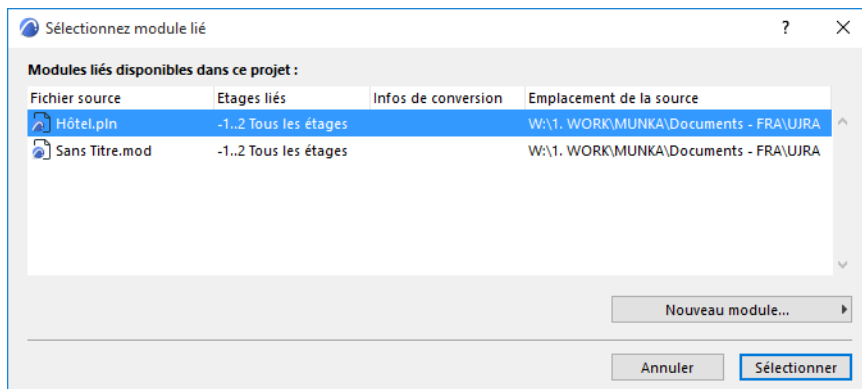 Sélectionnez module lié ?
Modules liés disponibles dans ce projet :
Fichier source Etages liés Infos de conversion Emplacement de la source
Hôtel.pln -1..2 Tous les étages W:\1. WORK\MUNKA\Documents - FRA\UJRA
Sans Titre.mod -1..2 Tous les étages W:\1. WORK\MUNKA\Documents - FRA\UJRA
Nouveau module...
Annuler Sélectionner